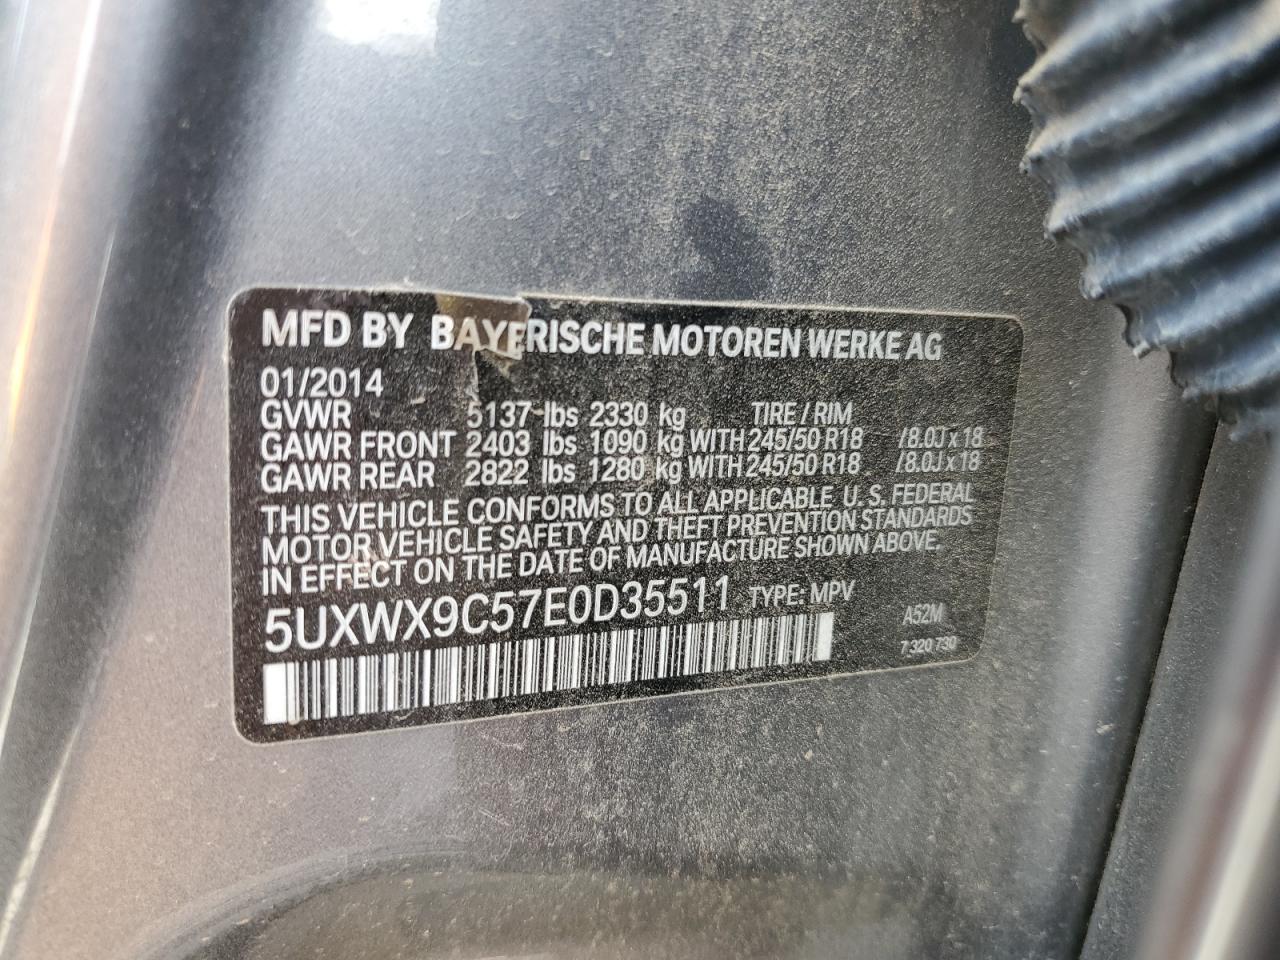 MFD BY BAYERISCHE MOTOREN WERKE AG
01/2014
GVWR 5137 lbs 2330 kg TIRE / RIM
GAWR FRONT 2403 lbs 1090 kg WITH 245/50 R18 / 8.0J x 18
GAWR REAR 2822 lbs 1280 kg WITH 245/50 R18 / 8.0J x 18
THIS VEHICLE CONFORMS TO ALL APPLICABLE U. S. FEDERAL
MOTOR VEHICLE SAFETY AND THEFT PREVENTION STANDARDS
IN EFFECT ON THE DATE OF MANUFACTURE SHOWN ABOVE.
5UXWX9C57E0D35511 TYPE: MPV
A52M
7 320 730